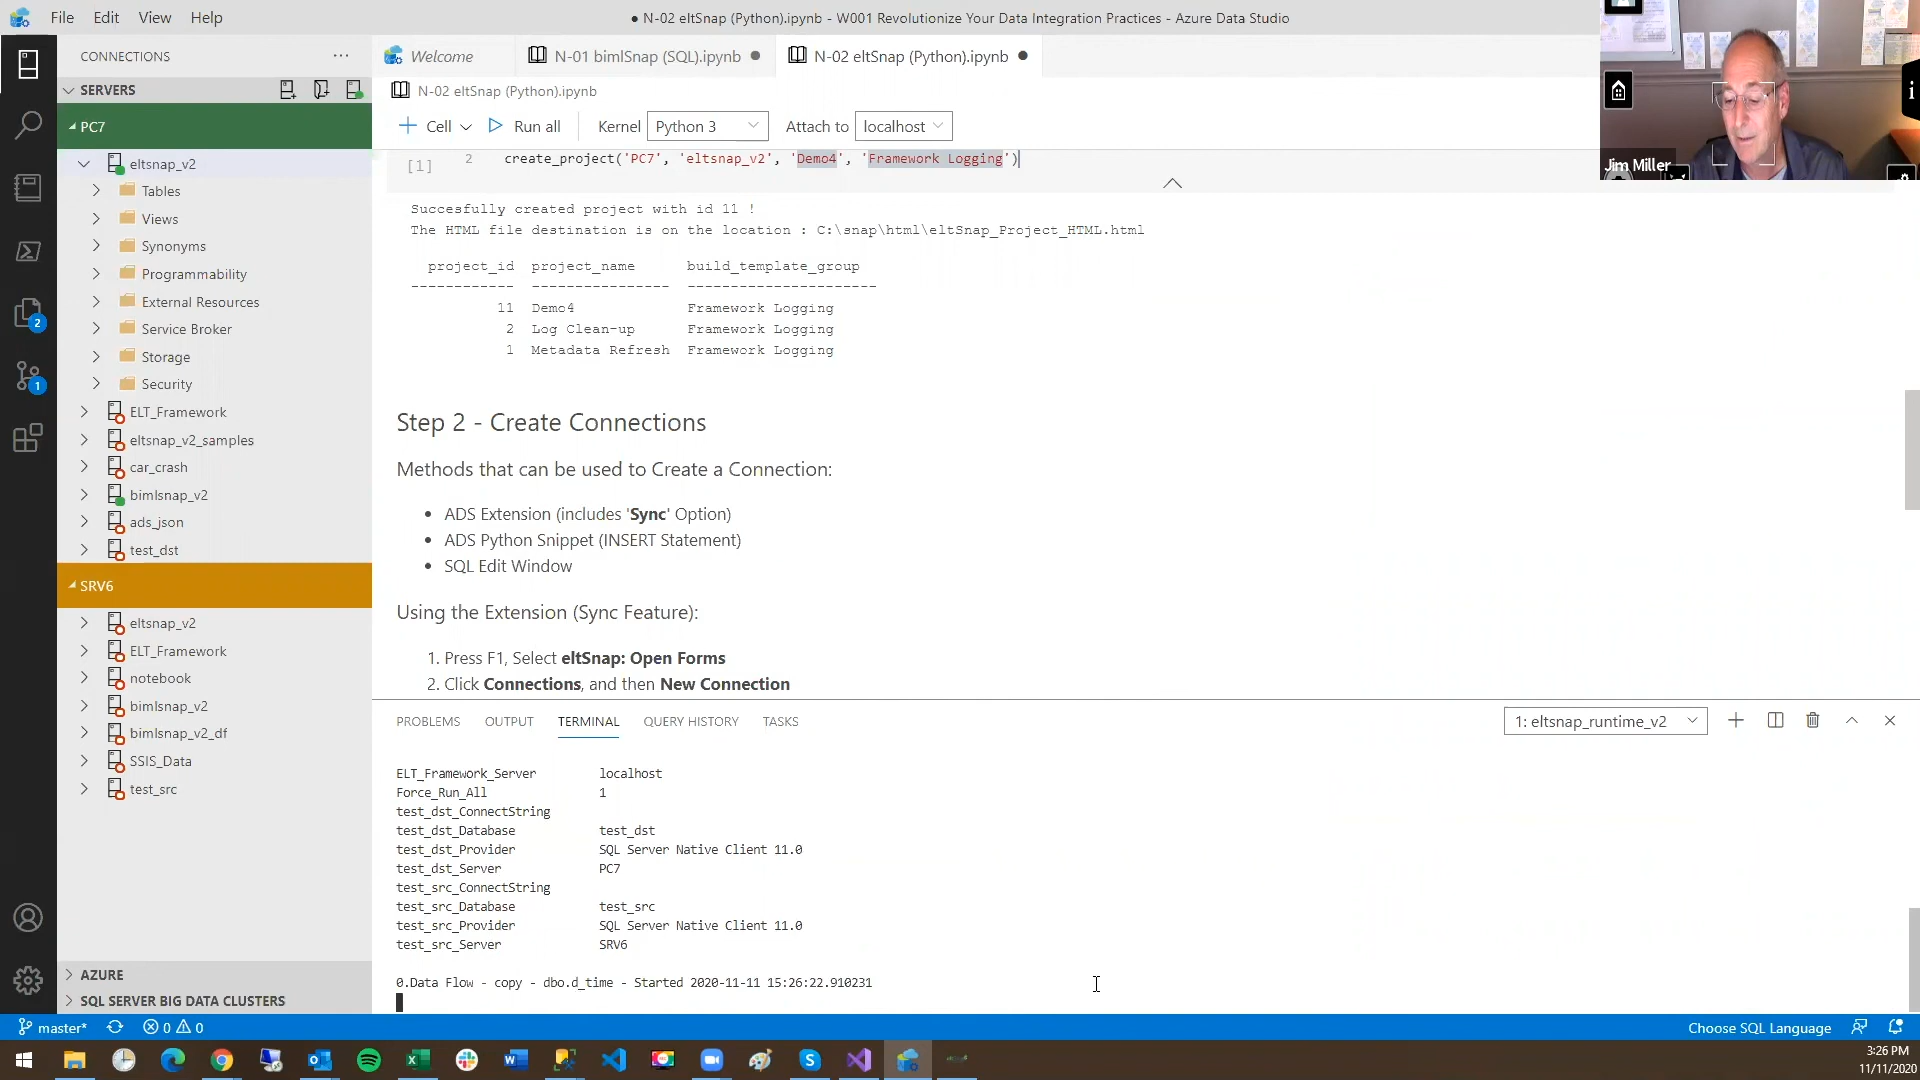 File Edit View Help
● N-02 eltSnap (Python).ipynb - W001 Revolutionize Your Data Integration Practices - Azure Data Studio
CONNECTIONS
SERVERS
PC7
eltsnap_v2
Tables
Views
Synonyms
Programmability
External Resources
Service Broker
Storage
Security
ELT_Framework
eltsnap_v2_samples
car_crash
bimlsnap_v2
ads_json
test_dst
SRV6
eltsnap_v2
ELT_Framework
notebook
bimlsnap_v2
bimlsnap_v2_df
SSIS_Data
test_src
AZURE
SQL SERVER BIG DATA CLUSTERS
2
1
Welcome
N-01 bimlSnap (SQL).ipynb
N-02 eltSnap (Python).ipynb
N-02 eltSnap (Python).ipynb
Cell Run all Kernel Python 3 Attach to localhost
[1] 2 create_project('PC7', 'eltsnap_v2', 'Demo4', 'Framework Logging')
Succesfully created project with id 11 !
The HTML file destination is on the location : C:\snap\html\eltSnap_Project_HTML.html
project_id project_name build_template_group
------------ ---------------- ----------------------
11 Demo4 Framework Logging
2 Log Clean-up Framework Logging
1 Metadata Refresh Framework Logging
Step 2 - Create Connections
Methods that can be used to Create a Connection:
• ADS Extension (includes 'Sync' Option)
• ADS Python Snippet (INSERT Statement)
• SQL Edit Window
Using the Extension (Sync Feature):
1. Press F1, Select eltSnap: Open Forms
2. Click Connections, and then New Connection
PROBLEMS OUTPUT TERMINAL QUERY HISTORY TASKS
1: eltsnap_runtime_v2
ELT_Framework_Server localhost
Force_Run_All 1
test_dst_ConnectString
test_dst_Database test_dst
test_dst_Provider SQL Server Native Client 11.0
test_dst_Server PC7
test_src_ConnectString
test_src_Database test_src
test_src_Provider SQL Server Native Client 11.0
test_src_Server SRV6
0.Data Flow - copy - dbo.d_time - Started 2020-11-11 15:26:22.910231
master* 0 0
Choose SQL Language
Jim Miller
3:26 PM
11/11/2020